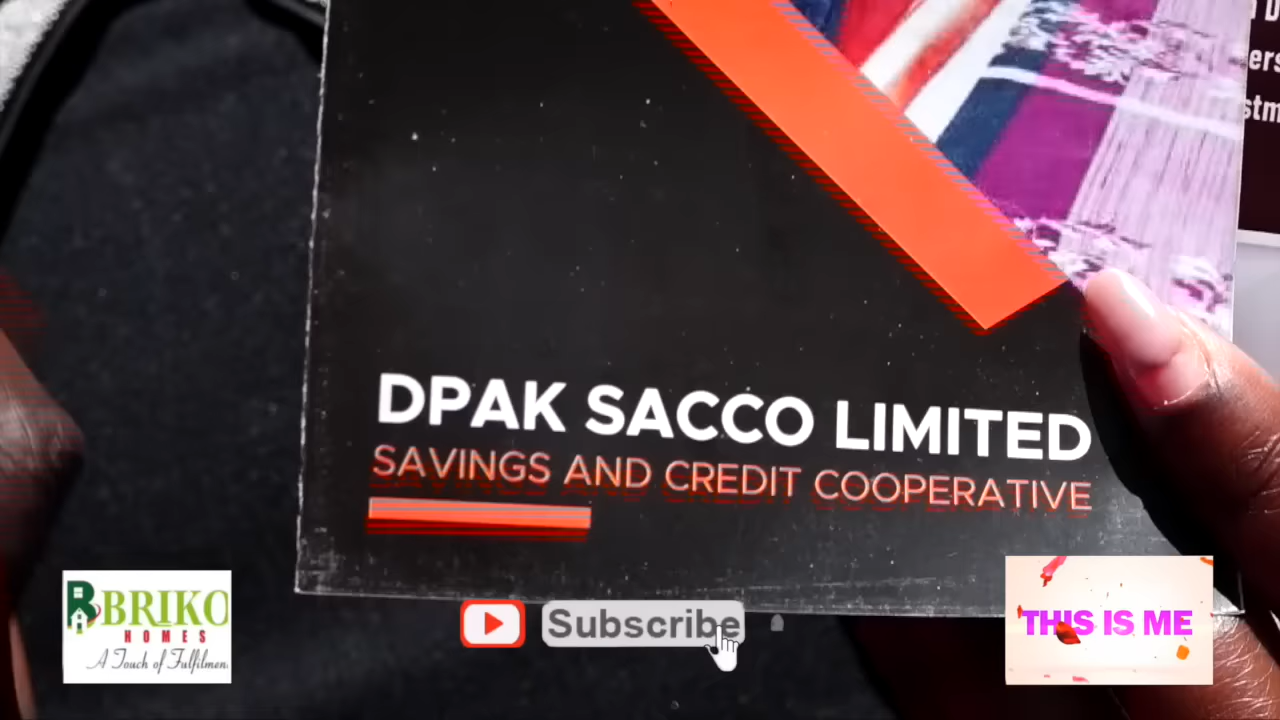 DPAK SACCO LIMITED
SAVINGS AND CREDIT COOPERATIVE
BRIKO
HOMES
A Touch of Fulfilmen
Subscribe
THIS IS ME